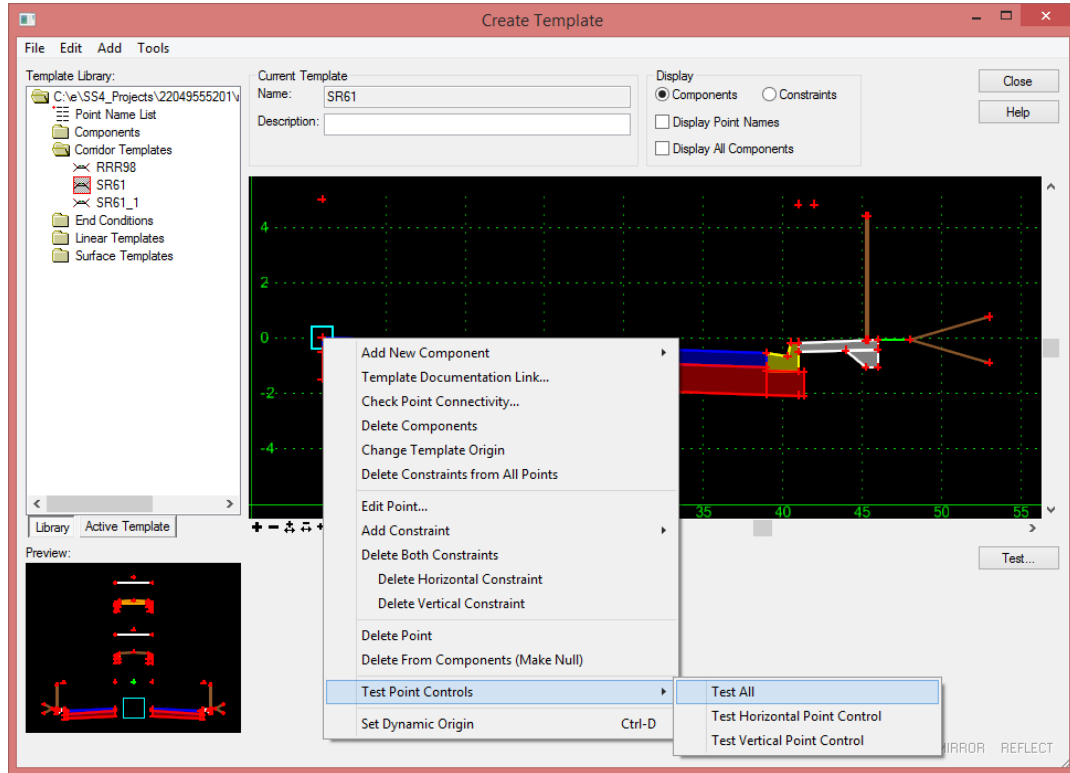 Create Template
File Edit Add Tools
Template Library:
C:\e\SS4_Projects\22049555201\
Point Name List
Components
Corridor Templates
RRR98
SR61
SR61_1
End Conditions
Linear Templates
Surface Templates
Library Active Template
Preview:
Current Template
Name: SR61
Description:
Display
Components Constraints
Display Point Names
Display All Components
Close
Help
4
2
0
-2
-4
35 40 45 50 55
Test...
Add New Component
Template Documentation Link...
Check Point Connectivity...
Delete Components
Change Template Origin
Delete Constraints from All Points
Edit Point...
Add Constraint
Delete Both Constraints
Delete Horizontal Constraint
Delete Vertical Constraint
Delete Point
Delete From Components (Make Null)
Test Point Controls
Set Dynamic Origin Ctrl-D
Test All
Test Horizontal Point Control
Test Vertical Point Control
IRROR REFLECT